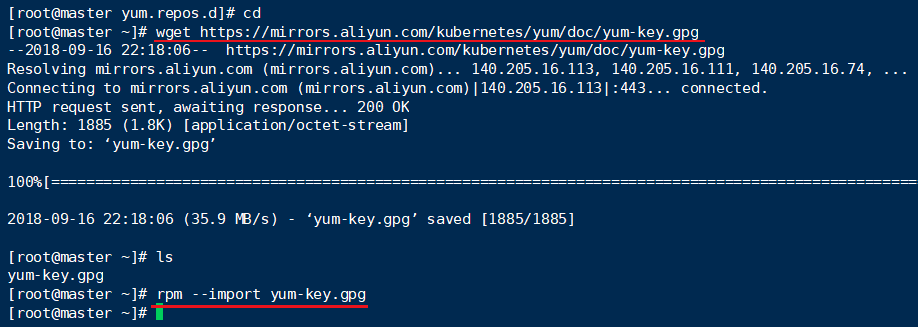 [root@master yum.repos.d]# cd
[root@master ~]# wget https://mirrors.aliyun.com/kubernetes/yum/doc/yum-key.gpg
--2018-09-16 22:18:06--  https://mirrors.aliyun.com/kubernetes/yum/doc/yum-key.gpg
Resolving mirrors.aliyun.com (mirrors.aliyun.com)... 140.205.16.113, 140.205.16.111, 140.205.16.74, ...
Connecting to mirrors.aliyun.com (mirrors.aliyun.com)|140.205.16.113|:443... connected.
HTTP request sent, awaiting response... 200 OK
Length: 1885 (1.8K) [application/octet-stream]
Saving to: ‘yum-key.gpg’
100%[===================================================================================================
2018-09-16 22:18:06 (35.9 MB/s) - ‘yum-key.gpg’ saved [1885/1885]
[root@master ~]# ls
yum-key.gpg
[root@master ~]# rpm --import yum-key.gpg
[root@master ~]#